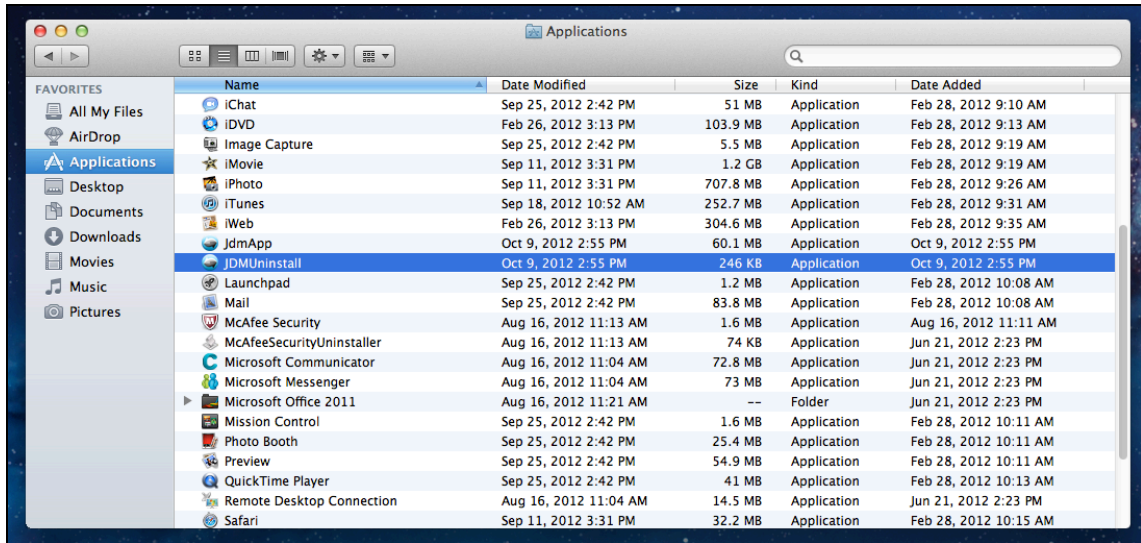 Applications
FAVORITES
All My Files
AirDrop
Applications
Desktop
Documents
Downloads
Movies
Music
Pictures
Name Date Modified Size Kind Date Added
iChat Sep 25, 2012 2:42 PM 51 MB Application Feb 28, 2012 9:10 AM
iDVD Feb 26, 2012 3:13 PM 103.9 MB Application Feb 28, 2012 9:13 AM
Image Capture Sep 25, 2012 2:42 PM 5.5 MB Application Feb 28, 2012 9:19 AM
iMovie Sep 11, 2012 3:31 PM 1.2 GB Application Feb 28, 2012 9:19 AM
iPhoto Sep 11, 2012 3:31 PM 707.8 MB Application Feb 28, 2012 9:26 AM
iTunes Sep 18, 2012 10:52 AM 252.7 MB Application Feb 28, 2012 9:31 AM
iWeb Feb 26, 2012 3:13 PM 304.6 MB Application Feb 28, 2012 9:35 AM
JdmApp Oct 9, 2012 2:55 PM 60.1 MB Application Oct 9, 2012 2:55 PM
JDMUninstall Oct 9, 2012 2:55 PM 246 KB Application Oct 9, 2012 2:55 PM
Launchpad Sep 25, 2012 2:42 PM 1.2 MB Application Feb 28, 2012 10:08 AM
Mail Sep 25, 2012 2:42 PM 83.8 MB Application Feb 28, 2012 10:08 AM
McAfee Security Aug 16, 2012 11:13 AM 1.6 MB Application Aug 16, 2012 11:11 AM
McAfeeSecurityUninstaller Aug 16, 2012 11:13 AM 74 KB Application Jun 21, 2012 2:23 PM
Microsoft Communicator Aug 16, 2012 11:04 AM 72.8 MB Application Jun 21, 2012 2:23 PM
Microsoft Messenger Aug 16, 2012 11:04 AM 73 MB Application Jun 21, 2012 2:23 PM
Microsoft Office 2011 Aug 16, 2012 11:21 AM -- Folder Jun 21, 2012 2:23 PM
Mission Control Sep 25, 2012 2:42 PM 1.6 MB Application Feb 28, 2012 10:11 AM
Photo Booth Sep 25, 2012 2:42 PM 25.4 MB Application Feb 28, 2012 10:11 AM
Preview Sep 25, 2012 2:42 PM 54.9 MB Application Feb 28, 2012 10:11 AM
QuickTime Player Sep 25, 2012 2:42 PM 41 MB Application Feb 28, 2012 10:13 AM
Remote Desktop Connection Aug 16, 2012 11:04 AM 14.5 MB Application Jun 21, 2012 2:23 PM
Safari Sep 11, 2012 3:31 PM 32.2 MB Application Feb 28, 2012 10:15 AM